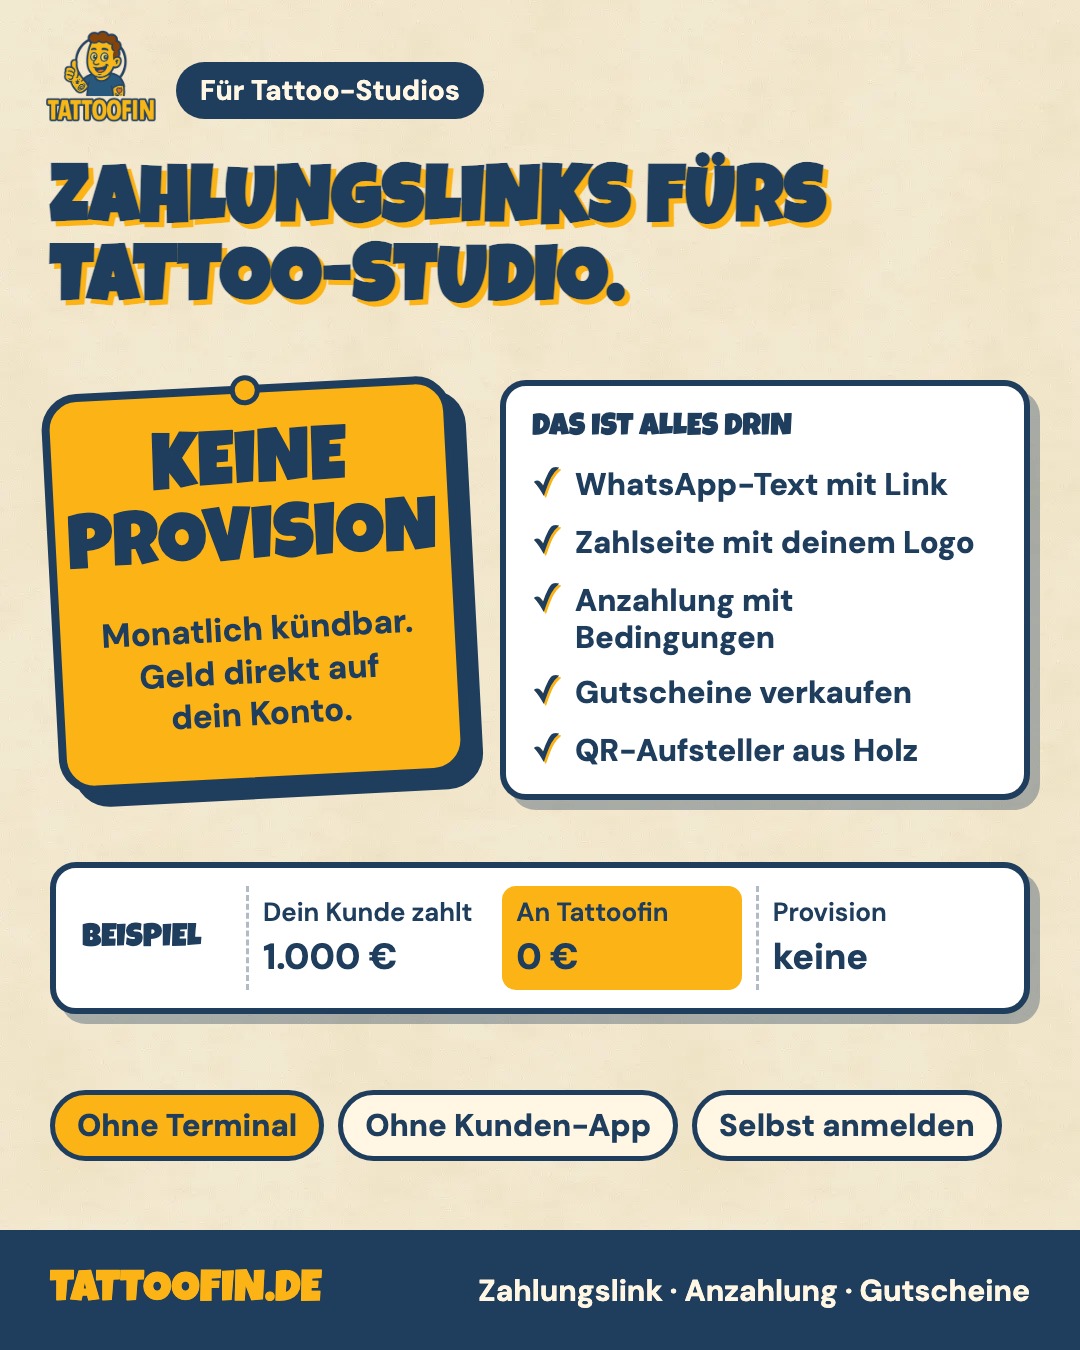 TATTOOFIN
Für Tattoo-Studios
ZAHLUNGSLINKS FÜRS
TATTOO-STUDIO.
KEINE
PROVISION
Monatlich kündbar.
Geld direkt auf
dein Konto.
DAS IST ALLES DRIN
✓ WhatsApp-Text mit Link
✓ Zahlseite mit deinem Logo
✓ Anzahlung mit
Bedingungen
✓ Gutscheine verkaufen
✓ QR-Aufsteller aus Holz
BEISPIEL
Dein Kunde zahlt
1.000 €
An Tattoofin
0 €
Provision
keine
Ohne Terminal
Ohne Kunden-App
Selbst anmelden
TATTOOFIN.DE
Zahlungslink · Anzahlung · Gutscheine